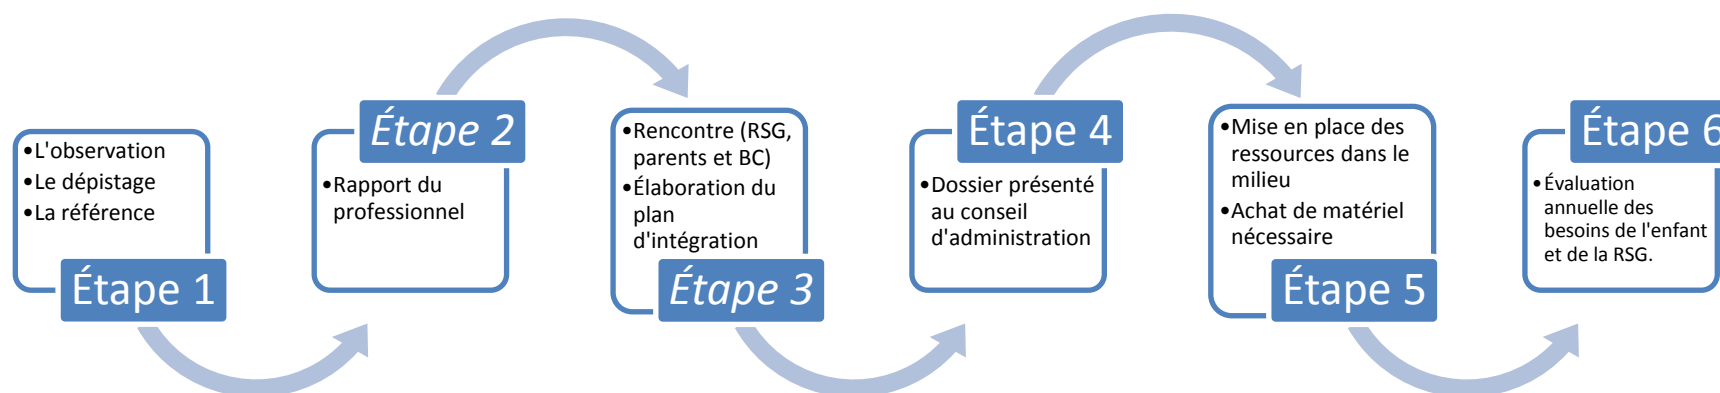 •L'observation
•Le dépistage
•La référence
Étape 1
Étape 2
•Rapport du
professionnel
•Rencontre (RSG,
parents et BC)
•Élaboration du
plan
d'intégration
Étape 3
Étape 4
•Dossier présenté
au conseil
d'administration
•Mise en place des
ressources dans le
milieu
•Achat de matériel
nécessaire
Étape 5
Étape 6
•Évaluation
annuelle des
besoins de l'enfant
et de la RSG.